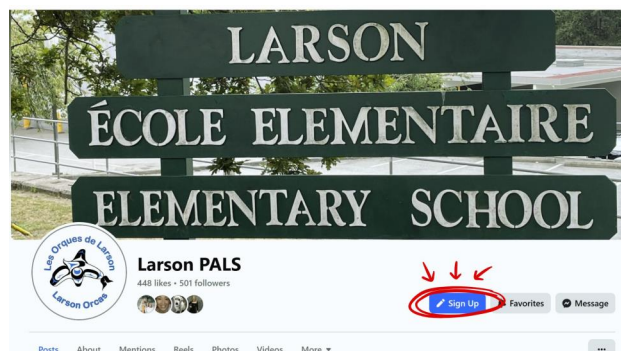 LARSON
ÉCOLE ELEMENTAIRE
ELEMENTARY SCHOOL
Les Orques de Larson
Larson Orcas
Larson PALS
448 likes • 501 followers
Sign Up
Favorites
Message
Posts About Mentions Reels Photos Videos More